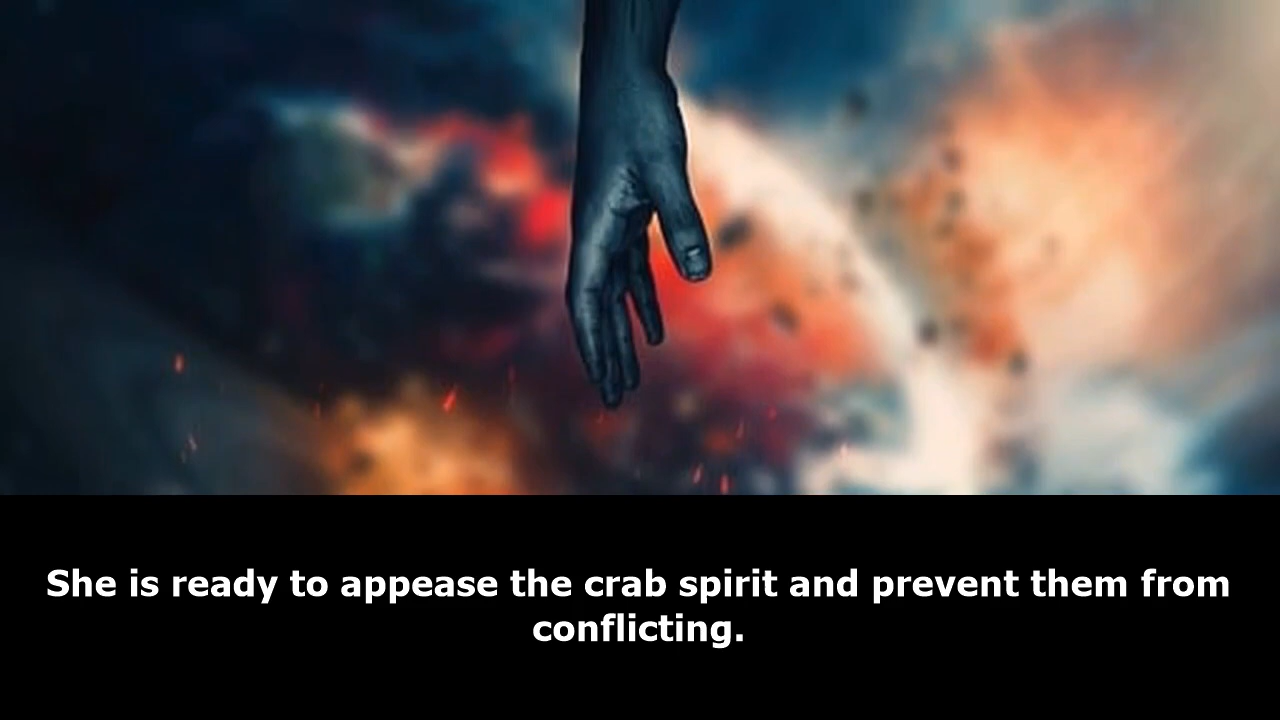 She is ready to appease the crab spirit and prevent them from
conflicting.